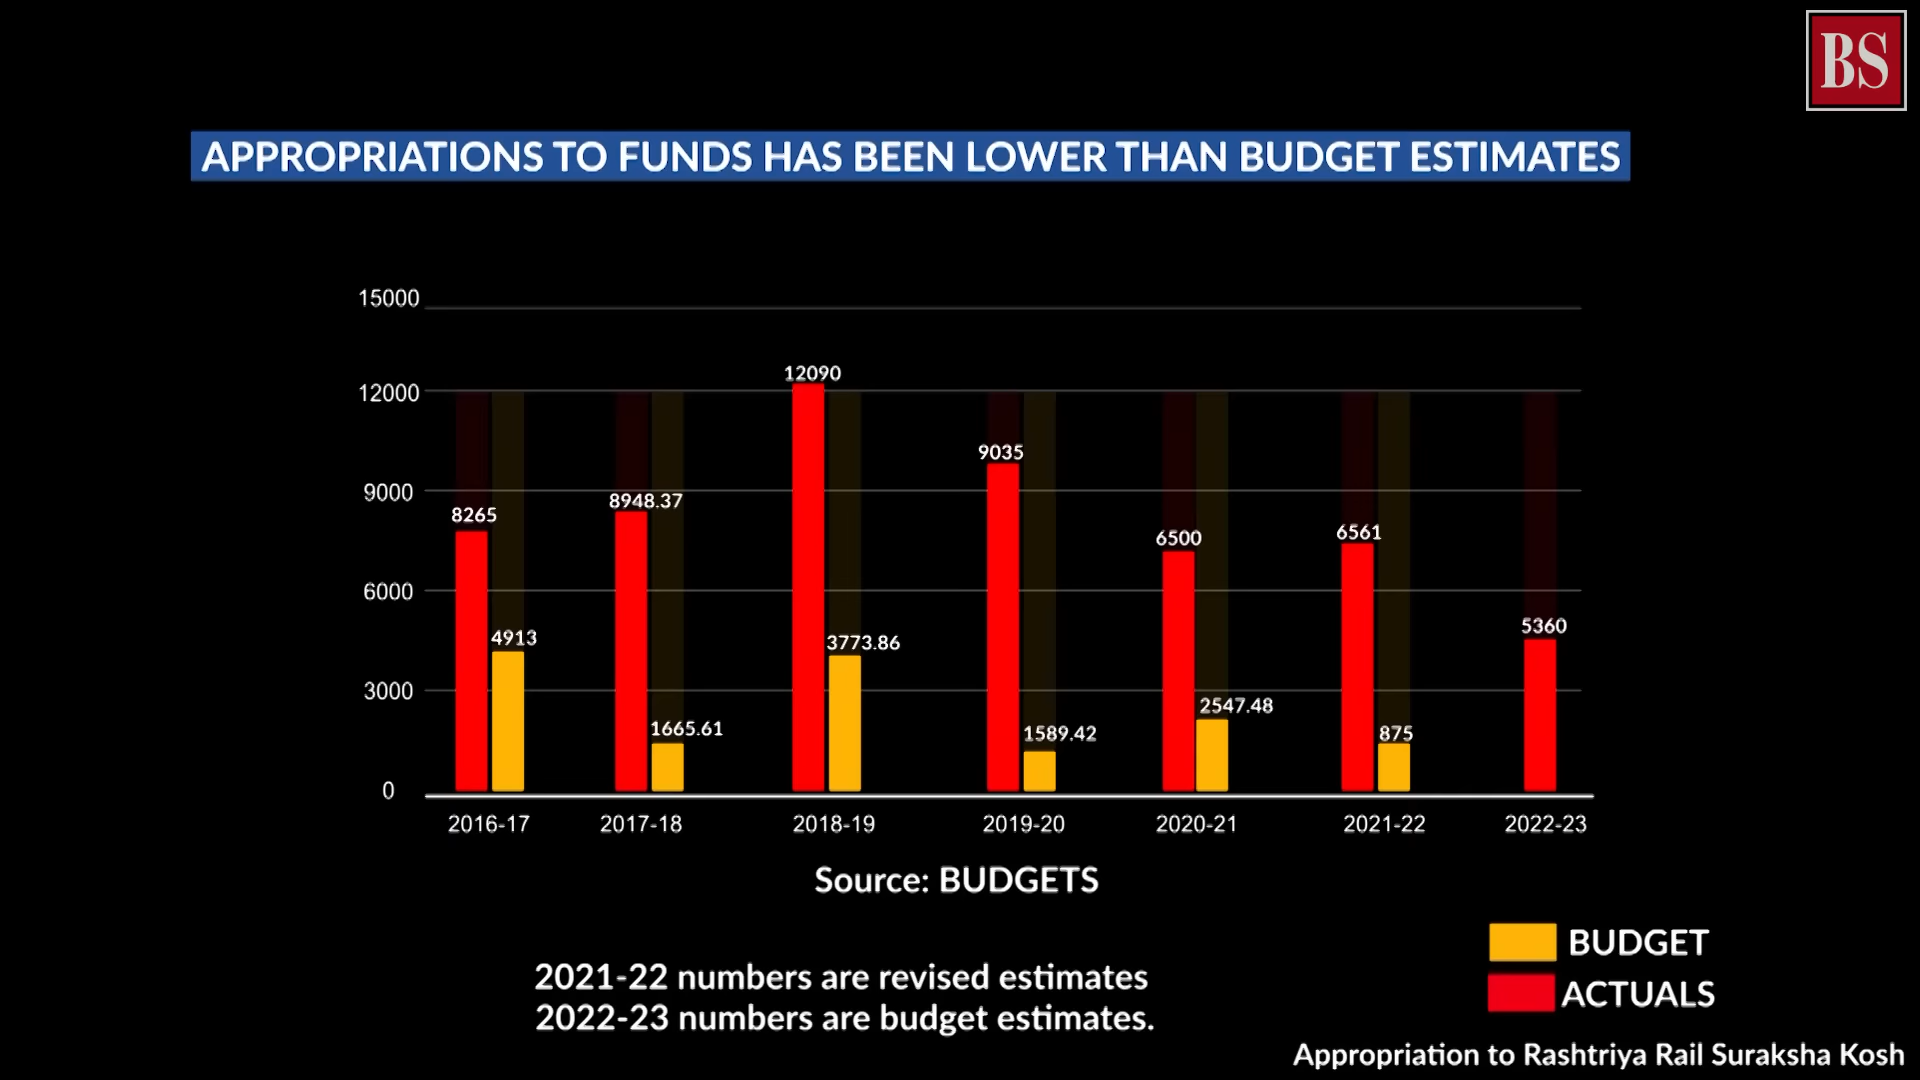 BS
APPROPRIATIONS TO FUNDS HAS BEEN LOWER THAN BUDGET ESTIMATES
15000
12000
9000
6000
3000
0
8265
4913
8948.37
1665.61
12090
3773.86
9035
1589.42
6500
2547.48
6561
875
5360
2016-17 2017-18 2018-19 2019-20 2020-21 2021-22 2022-23
Source: BUDGETS
2021-22 numbers are revised estimates
2022-23 numbers are budget estimates.
BUDGET
ACTUALS
Appropriation to Rashtriya Rail Suraksha Kosh